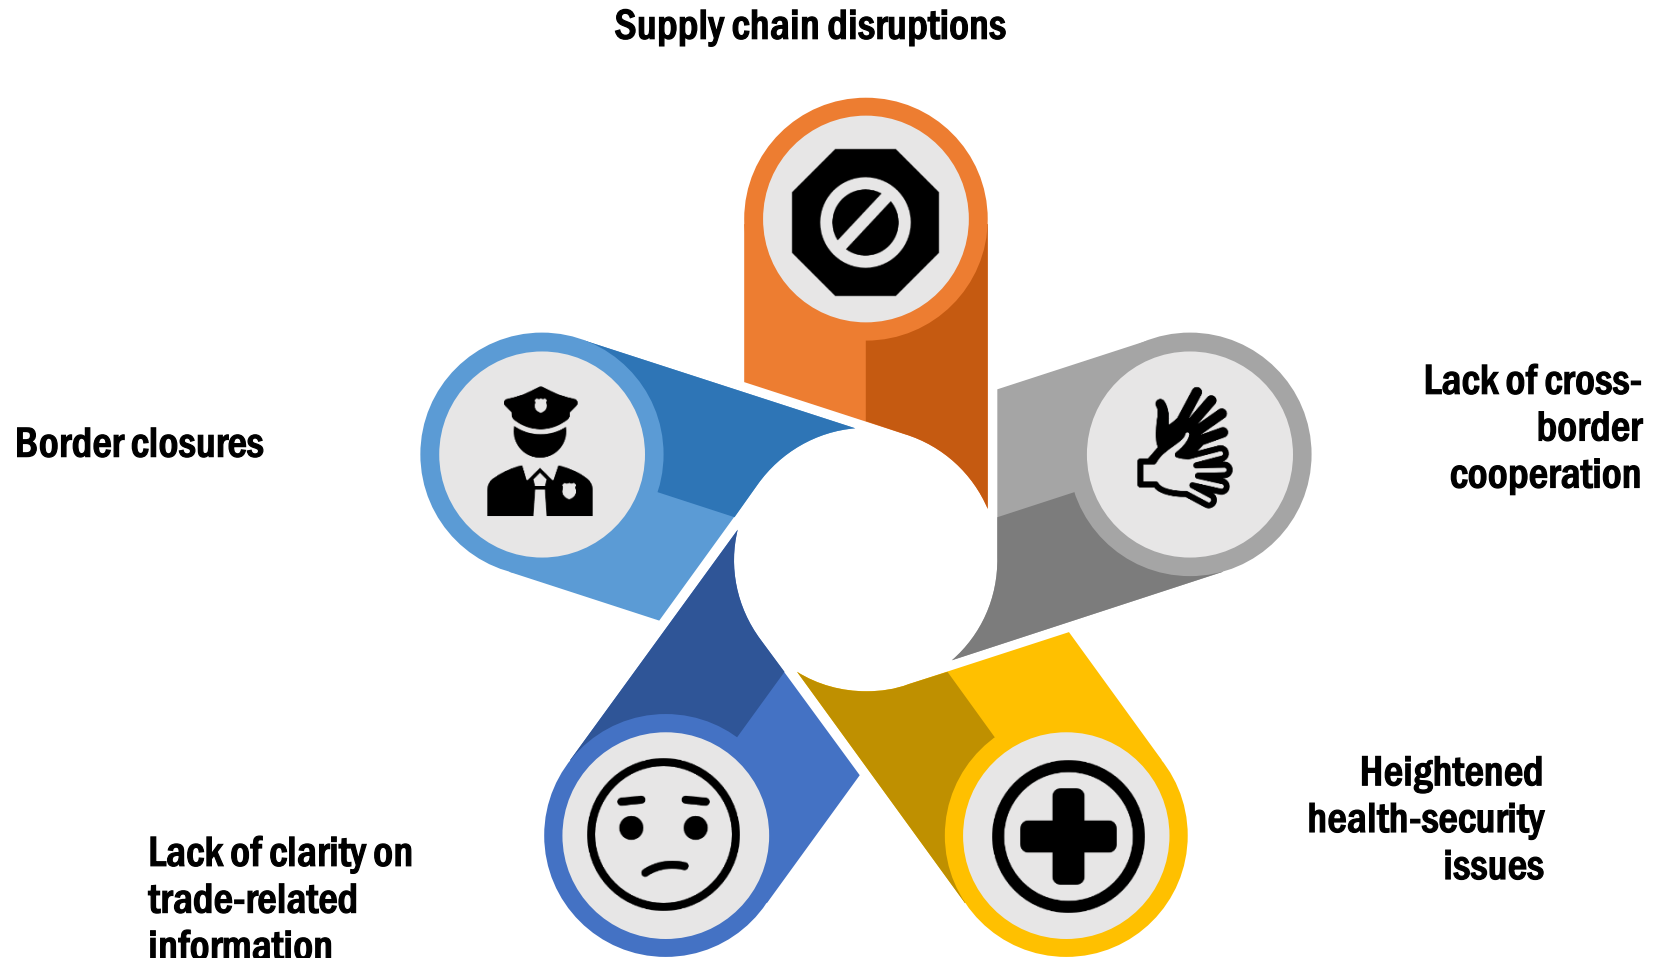 Supply chain disruptions
Lack of cross-
border
cooperation
Border closures
Heightened
health-security
issues
Lack of clarity on
trade-related
information